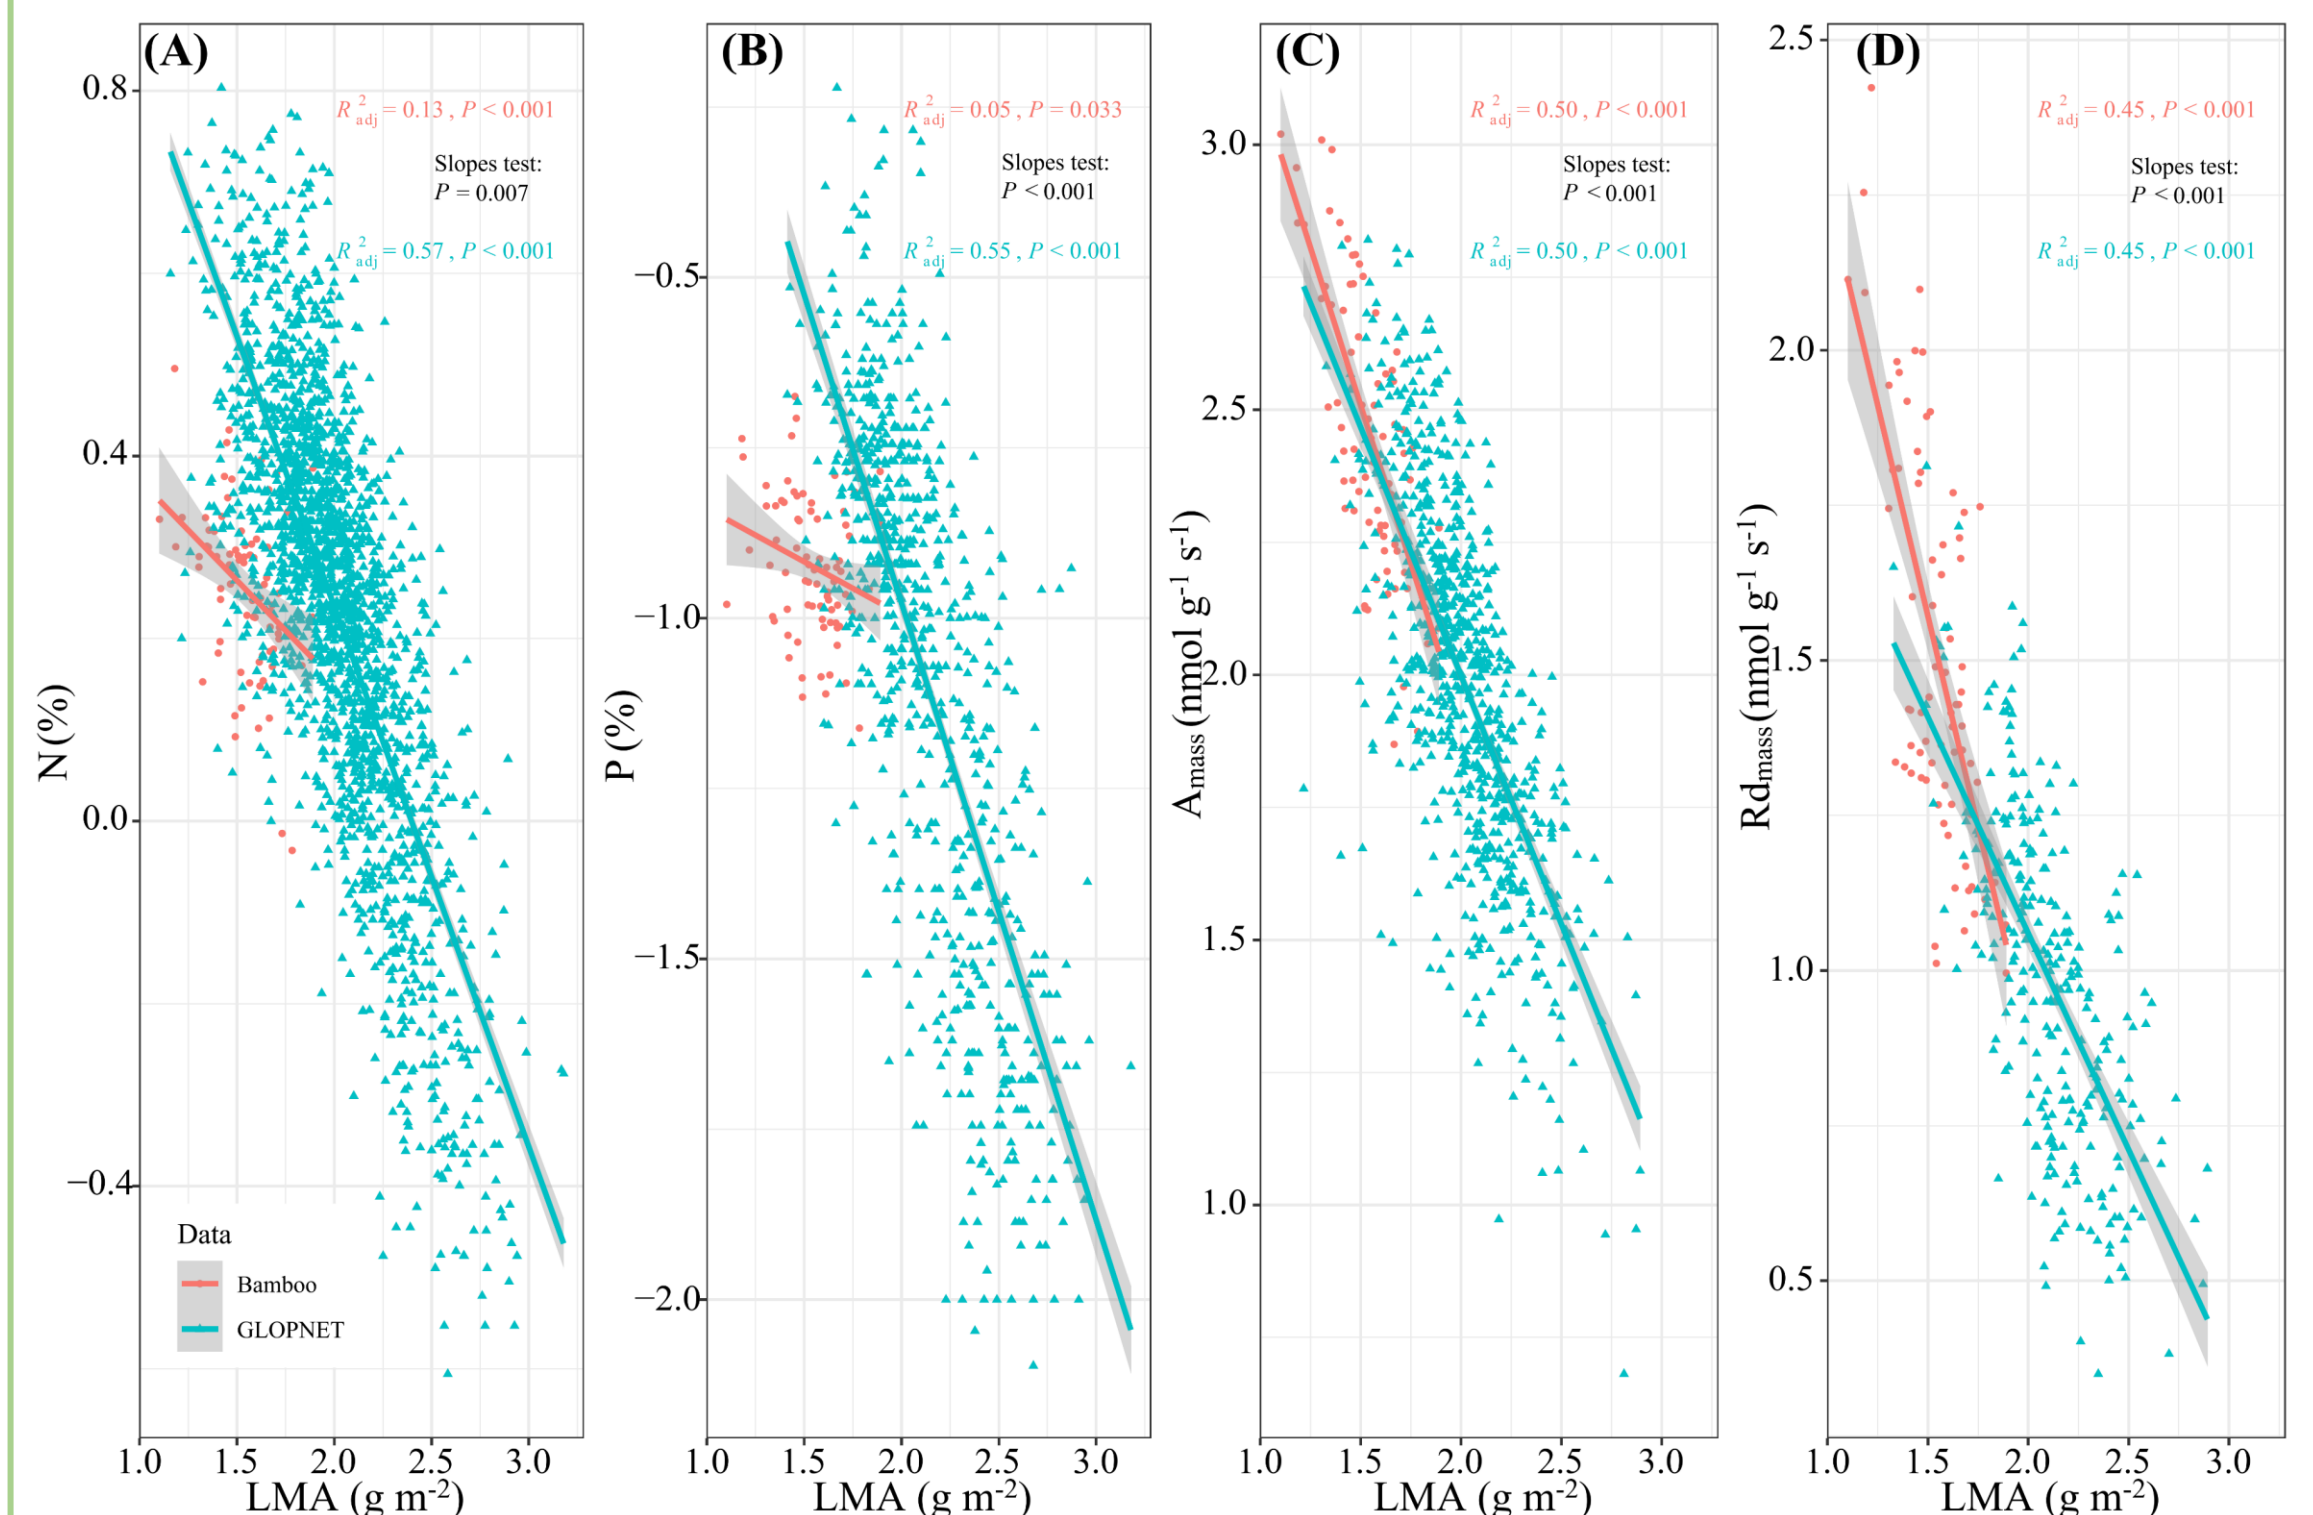 (A)
R²adj = 0.13 , P < 0.001
Slopes test:
P = 0.007
R²adj = 0.57 , P < 0.001
0.8
0.4
0.0
−0.4
N (%)
Data
Bamboo
GLOPNET
1.0 1.5 2.0 2.5 3.0
LMA (g m⁻²)
(B)
R²adj = 0.05 , P = 0.033
Slopes test:
P < 0.001
R²adj = 0.55 , P < 0.001
−0.5
−1.0
−1.5
−2.0
P (%)
1.0 1.5 2.0 2.5 3.0
LMA (g m⁻²)
(C)
R²adj = 0.50 , P < 0.001
Slopes test:
P < 0.001
R²adj = 0.50 , P < 0.001
3.0
2.5
2.0
1.5
1.0
Amass (nmol g⁻¹ s⁻¹)
1.0 1.5 2.0 2.5 3.0
LMA (g m⁻²)
(D)
R²adj = 0.45 , P < 0.001
Slopes test:
P < 0.001
R²adj = 0.45 , P < 0.001
2.5
2.0
1.5
1.0
0.5
Rdmass (nmol g⁻¹ s⁻¹)
1.0 1.5 2.0 2.5 3.0
LMA (g m⁻²)